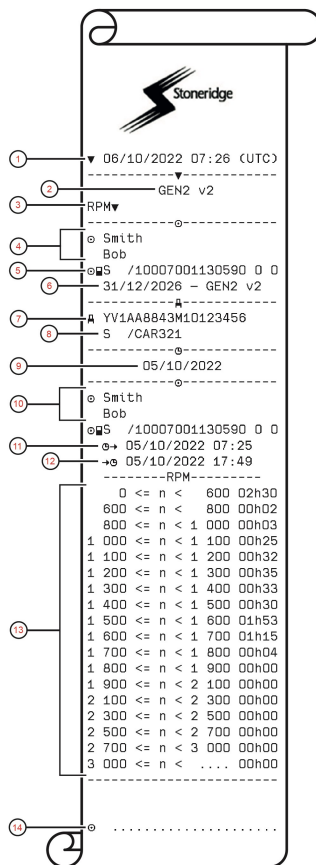 Stoneridge
1 ▼ 06/10/2022 07:26 (UTC)
--------------▼--------------
2 GEN2 v2
3 RPM▼
--------------⊙--------------
4 ⊙ Smith
Bob
5 ⊙S /10007001130590 0 0
6 31/12/2026 – GEN2 v2
7 YV1AA8843M10123456
8 S /CAR321
9 05/10/2022
--------------⊙--------------
10 ⊙ Smith
Bob
⊙S /10007001130590 0 0
11 → 05/10/2022 07:25
12 → 05/10/2022 17:49
-------RPM-------
13
0 <= n < 600 02h30
600 <= n < 800 00h02
800 <= n < 1 000 00h03
1 000 <= n < 1 100 00h25
1 100 <= n < 1 200 00h32
1 200 <= n < 1 300 00h35
1 300 <= n < 1 400 00h33
1 400 <= n < 1 500 00h30
1 500 <= n < 1 600 01h53
1 600 <= n < 1 700 01h15
1 700 <= n < 1 800 00h04
1 800 <= n < 1 900 00h00
1 900 <= n < 2 100 00h00
2 100 <= n < 2 300 00h00
2 300 <= n < 2 500 00h00
2 500 <= n < 2 700 00h00
2 700 <= n < 3 000 00h00
3 000 <= n < .... 00h00
14 ⊙ ......................